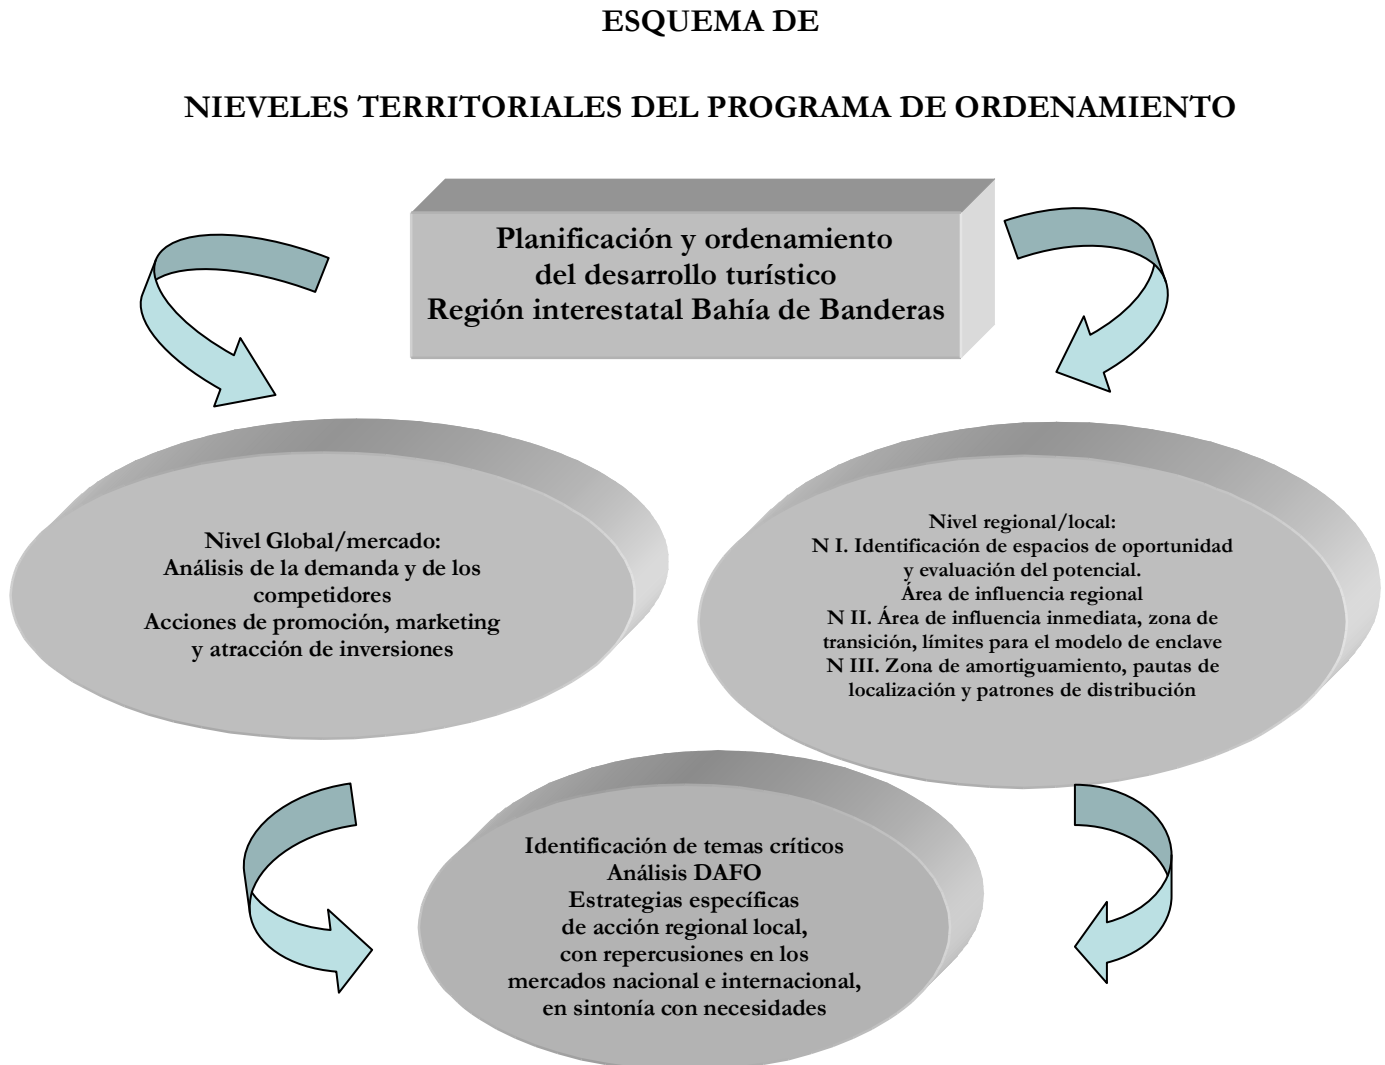 ESQUEMA DE
NIEVELES TERRITORIALES DEL PROGRAMA DE ORDENAMIENTO
Planificación y ordenamiento
del desarrollo turístico
Región interestatal Bahía de Banderas
Nivel Global/mercado:
Análisis de la demanda y de los
competidores
Acciones de promoción, marketing
y atracción de inversiones
Nivel regional/local:
N I. Identificación de espacios de oportunidad
y evaluación del potencial.
Área de influencia regional
N II. Área de influencia inmediata, zona de
transición, límites para el modelo de enclave
N III. Zona de amortiguamiento, pautas de
localización y patrones de distribución
Identificación de temas críticos
Análisis DAFO
Estrategias específicas
de acción regional local,
con repercusiones en los
mercados nacional e internacional,
en sintonía con necesidades